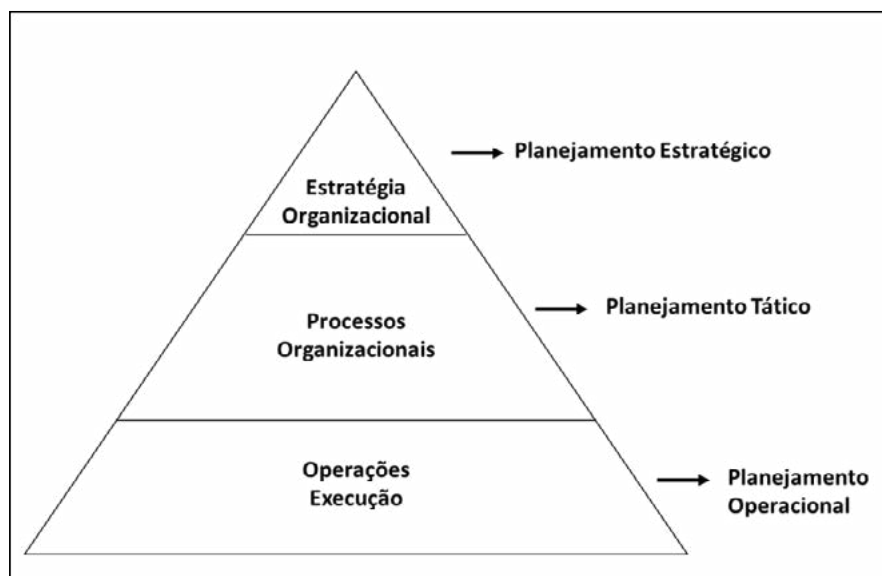 Estratégia
Organizacional
Planejamento Estratégico
Processos
Organizacionais
Planejamento Tático
Operações
Execução
Planejamento
Operacional